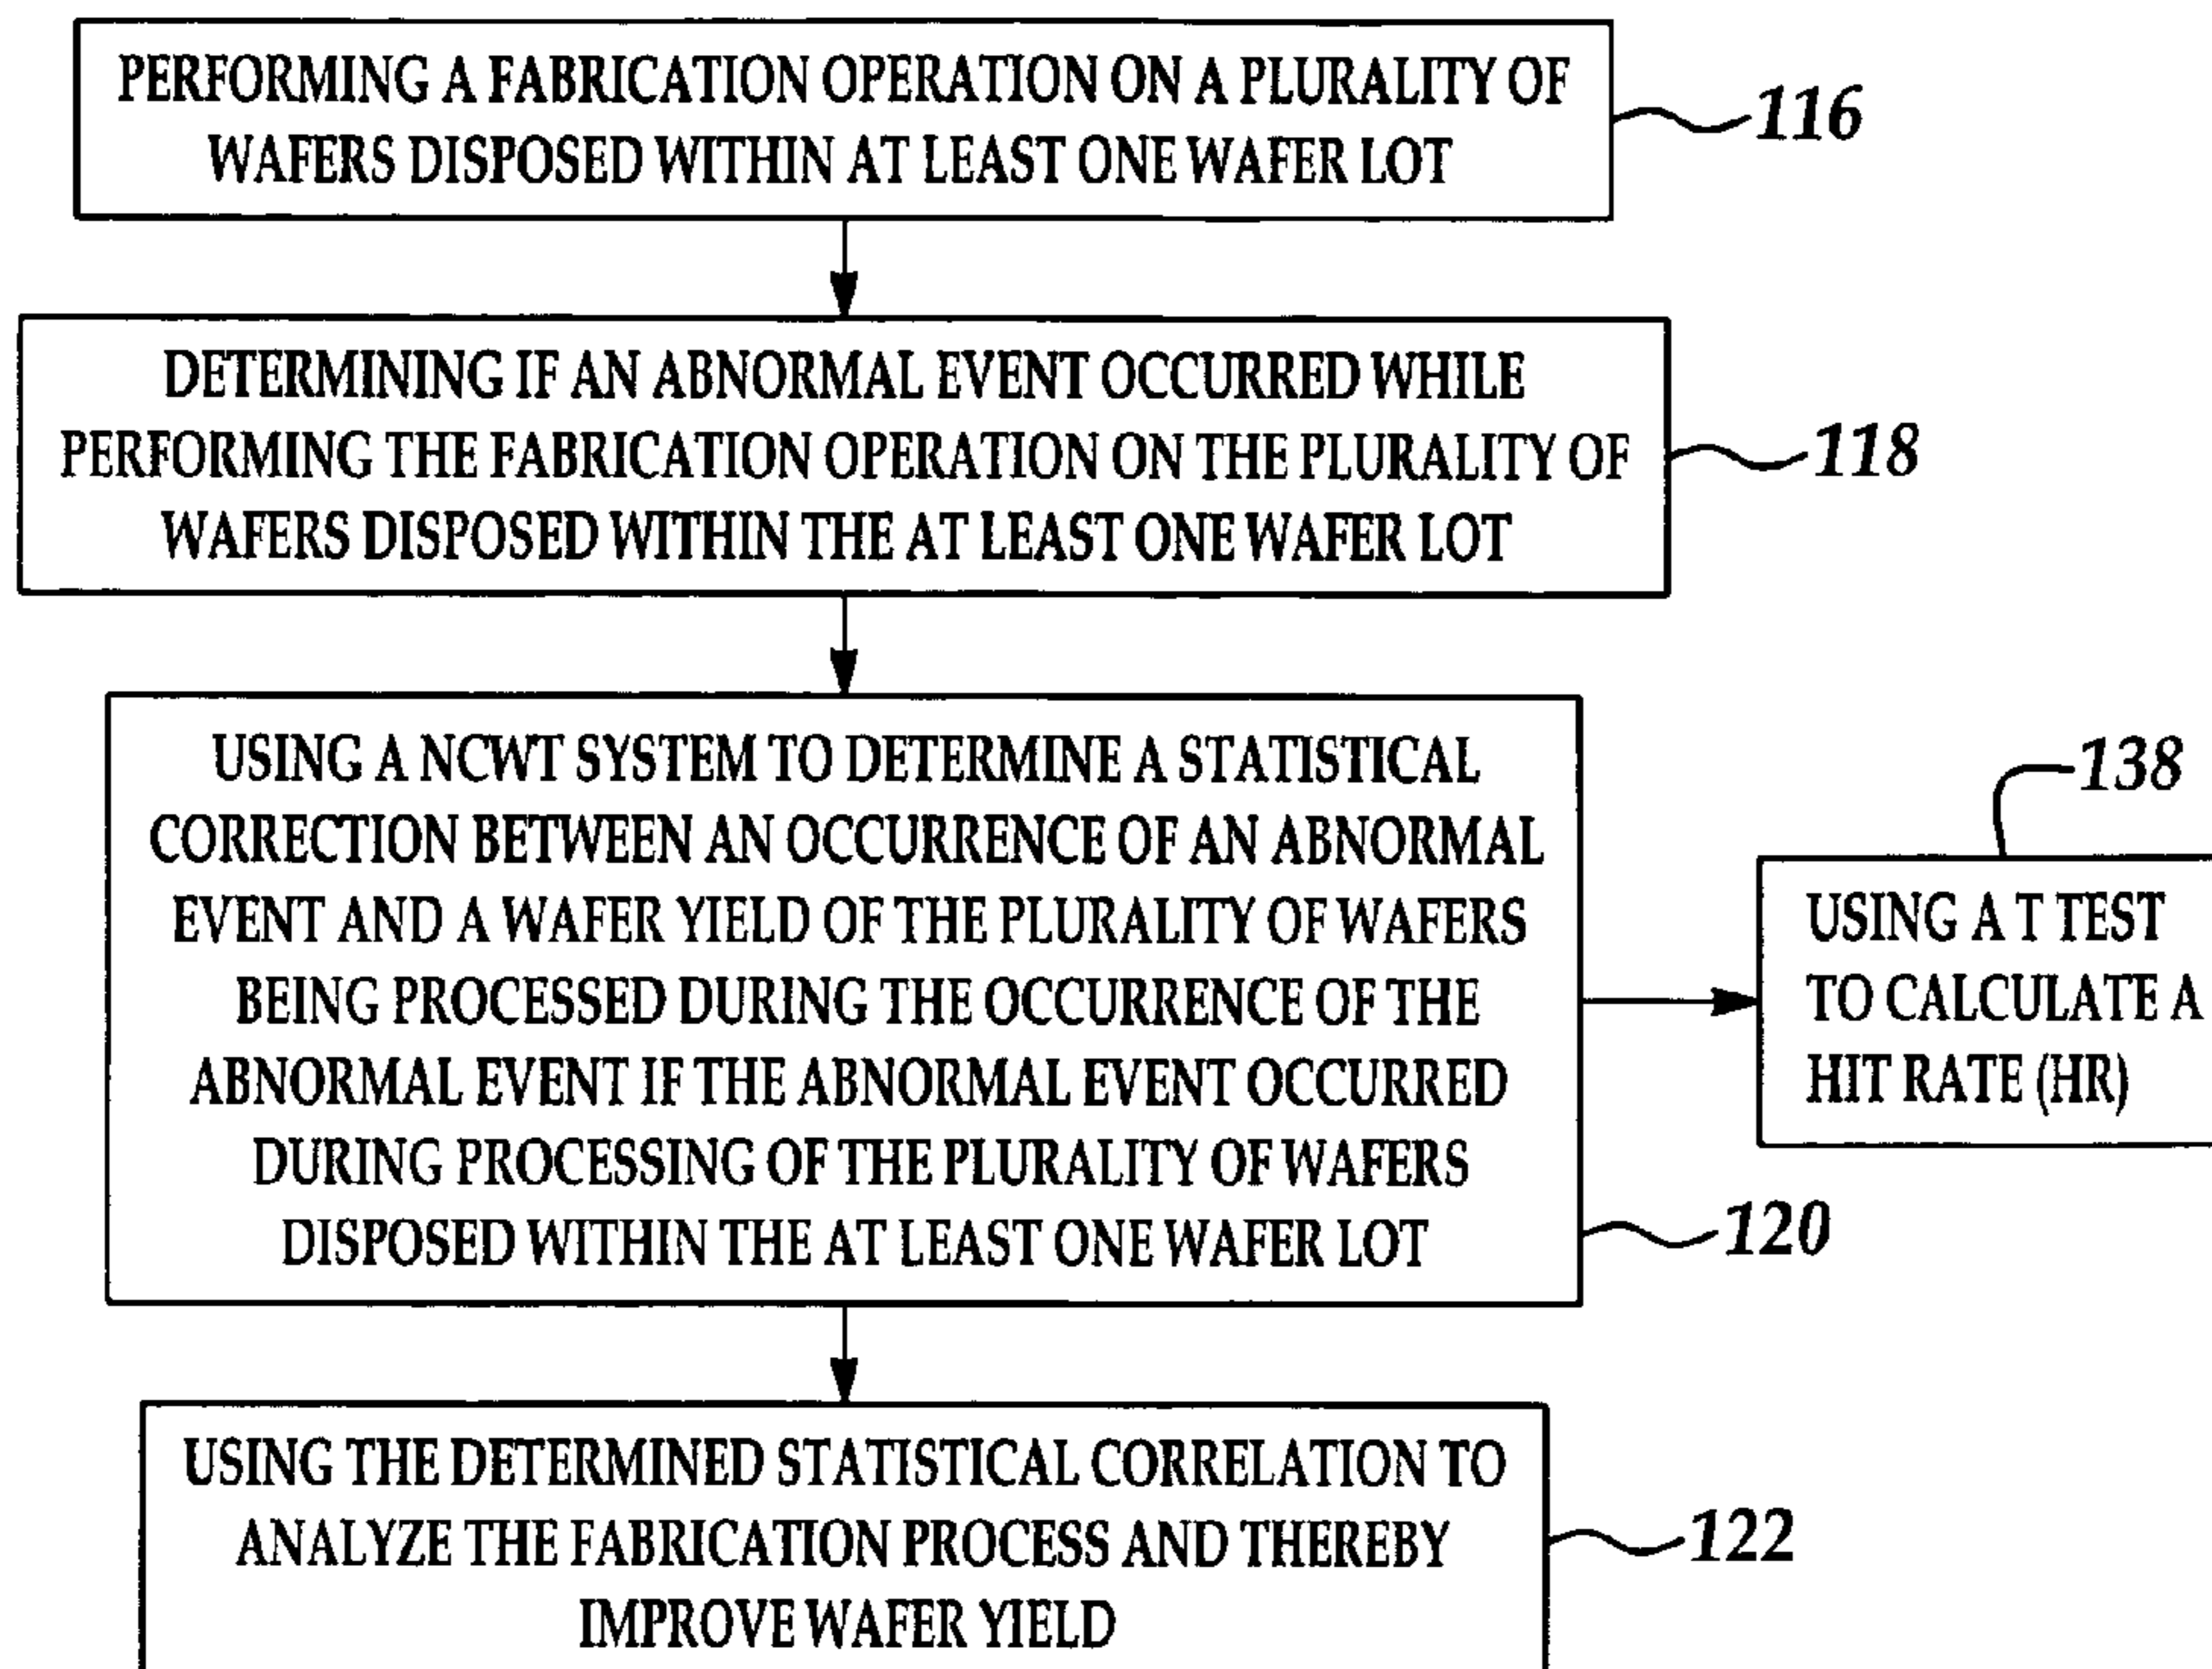 PERFORMING A FABRICATION OPERATION ON A PLURALITY OF
WAFERS DISPOSED WITHIN AT LEAST ONE WAFER LOT
116
DETERMINING IF AN ABNORMAL EVENT OCCURRED WHILE
PERFORMING THE FABRICATION OPERATION ON THE PLURALITY OF
WAFERS DISPOSED WITHIN THE AT LEAST ONE WAFER LOT
118
USING A NCWT SYSTEM TO DETERMINE A STATISTICAL
CORRECTION BETWEEN AN OCCURRENCE OF AN ABNORMAL
EVENT AND A WAFER YIELD OF THE PLURALITY OF WAFERS
BEING PROCESSED DURING THE OCCURRENCE OF THE
ABNORMAL EVENT IF THE ABNORMAL EVENT OCCURRED
DURING PROCESSING OF THE PLURALITY OF WAFERS
DISPOSED WITHIN THE AT LEAST ONE WAFER LOT
120
138
USING A T TEST
TO CALCULATE A
HIT RATE (HR)
USING THE DETERMINED STATISTICAL CORRELATION TO
ANALYZE THE FABRICATION PROCESS AND THEREBY
IMPROVE WAFER YIELD
122